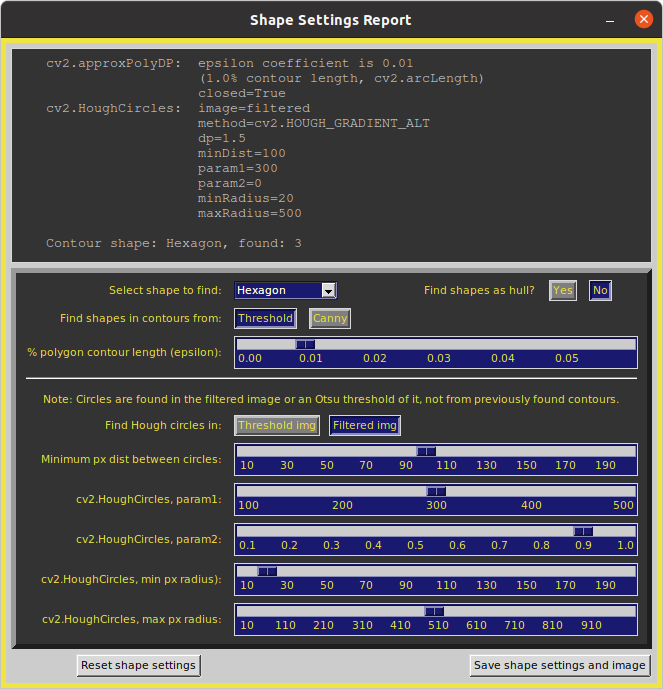 Shape Settings Report
cv2.approxPolyDP: epsilon coefficient is 0.01
(1.0% contour length, cv2.arcLength)
closed=True
cv2.HoughCircles: image=filtered
method=cv2.HOUGH_GRADIENT_ALT
dp=1.5
minDist=100
param1=300
param2=0
minRadius=20
maxRadius=500
Contour shape: Hexagon, found: 3
Select shape to find: Hexagon Find shapes as hull? Yes No
Find shapes in contours from: Threshold Canny
% polygon contour length (epsilon): 0.00 0.01 0.02 0.03 0.04 0.05
Note: Circles are found in the filtered image or an Otsu threshold of it, not from previously found contours.
Find Hough circles in: Threshold img Filtered img
Minimum px dist between circles: 10 30 50 70 90 110 130 150 170 190
cv2.HoughCircles, param1: 100 200 300 400 500
cv2.HoughCircles, param2: 0.1 0.2 0.3 0.4 0.5 0.6 0.7 0.8 0.9 1.0
cv2.HoughCircles, min px radius): 10 30 50 70 90 110 130 150 170 190
cv2.HoughCircles, max px radius: 10 110 210 310 410 510 610 710 810 910
Reset shape settings Save shape settings and image